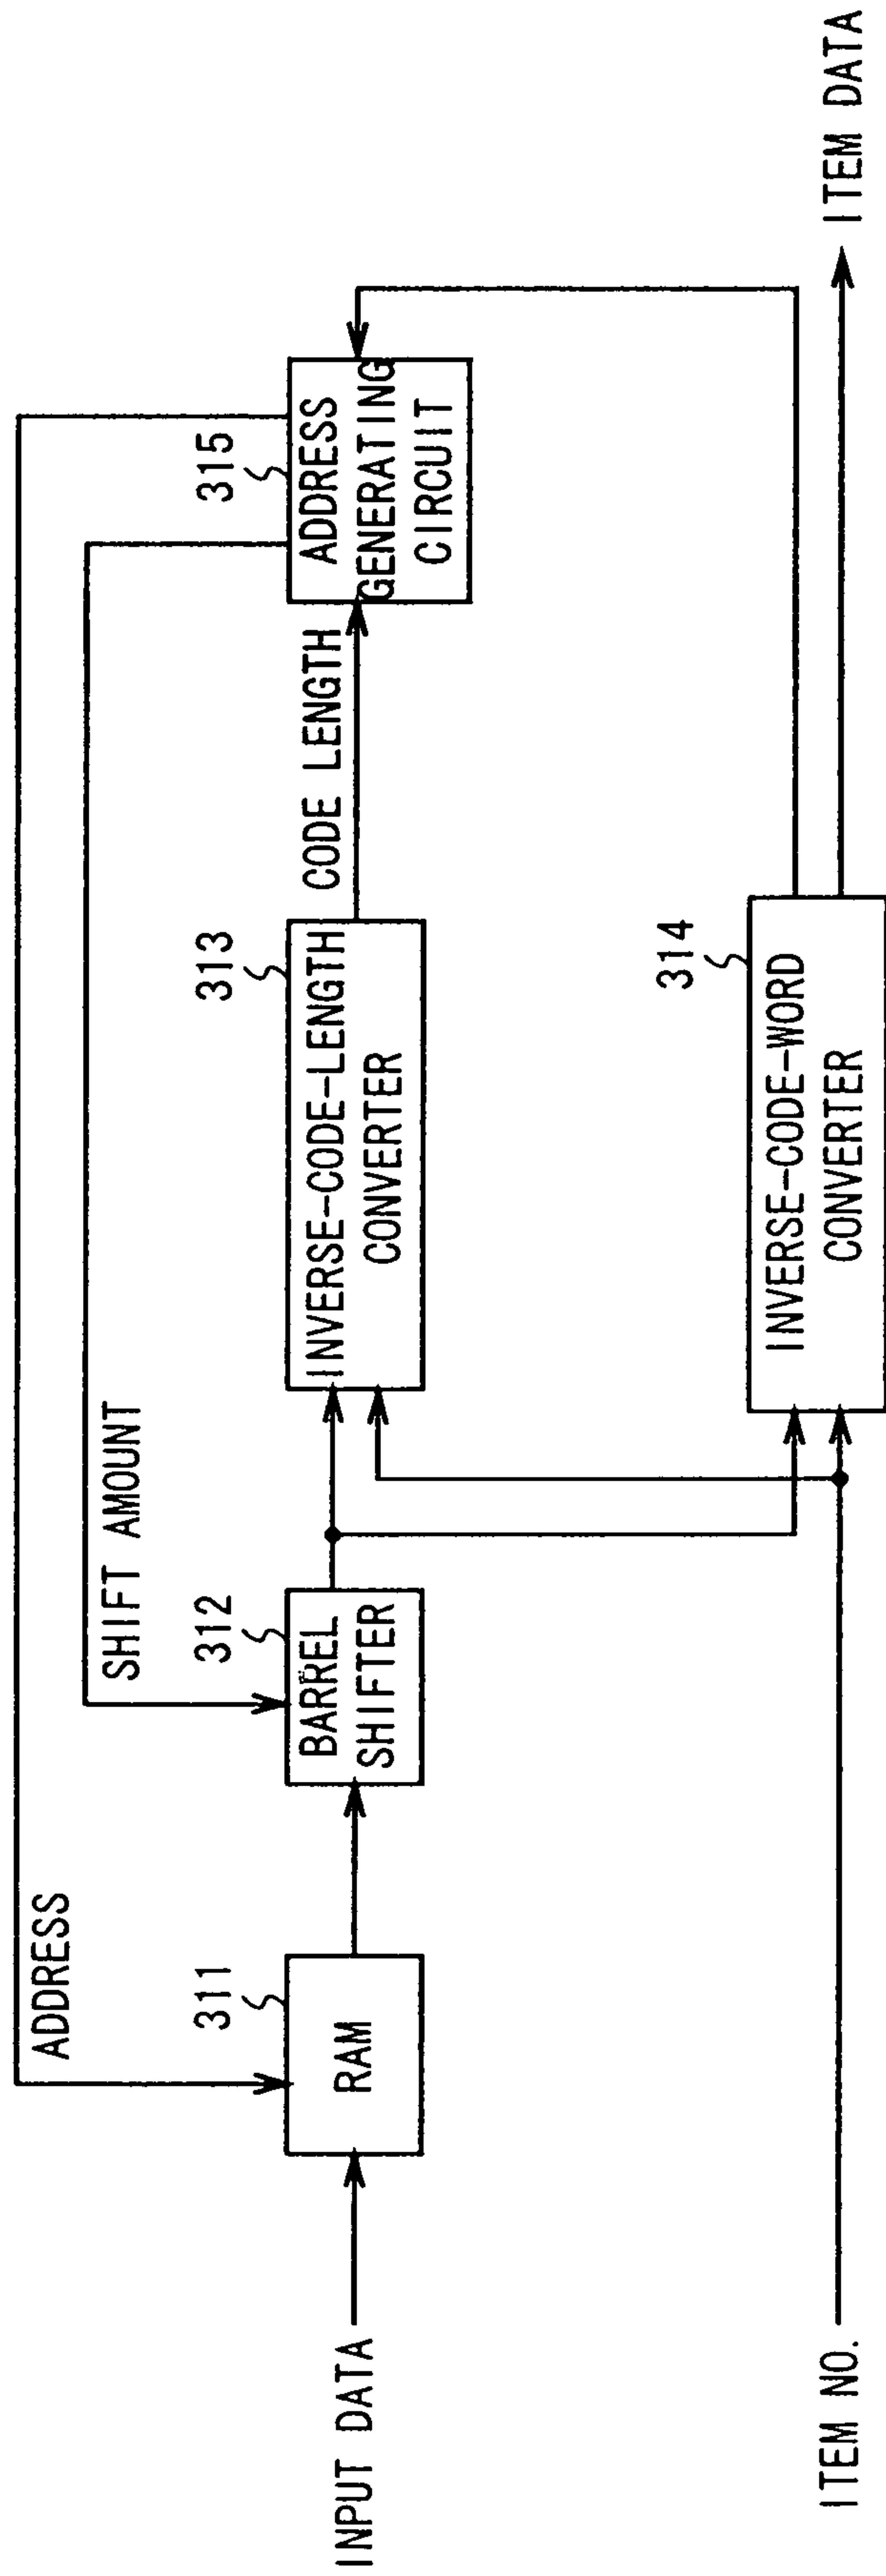 ADDRESS
SHIFT AMOUNT
311
312
313
315
INPUT DATA
RAM
BARREL
SHIFTER
INVERSE-CODE-LENGTH
CONVERTER
CODE LENGTH
ADDRESS
GENERATING
CIRCUIT
314
ITEM NO.
INVERSE-CODE-WORD
CONVERTER
ITEM DATA